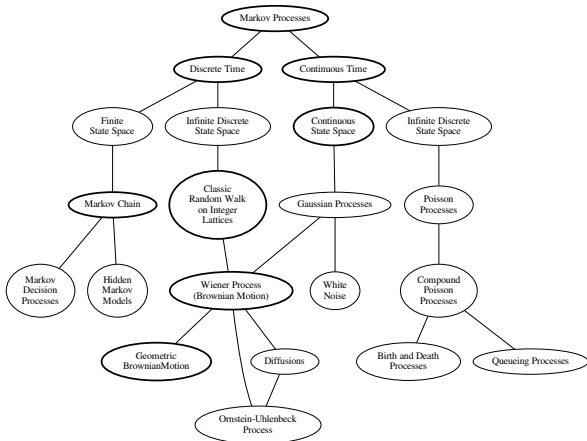 Markov Processes
Discrete Time
Continuous Time
Finite
State Space
Infinite Discrete
State Space
Continuous
State Space
Infinite Discrete
State Space
Markov Chain
Classic
Random Walk
on Integer
Lattices
Gaussian Processes
Poisson
Processes
Markov
Decision
Processes
Hidden
Markov
Models
Wiener Process
(Brownian Motion)
White
Noise
Compound
Poisson
Processes
Geometric
BrownianMotion
Diffusions
Birth and Death
Processes
Queueing Processes
Ornstein-Uhlenbeck
Process